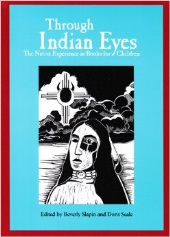 Through
Indian Eyes
The Native Experience in Books for Children
Edited by Beverly Slapin and Doris Seale